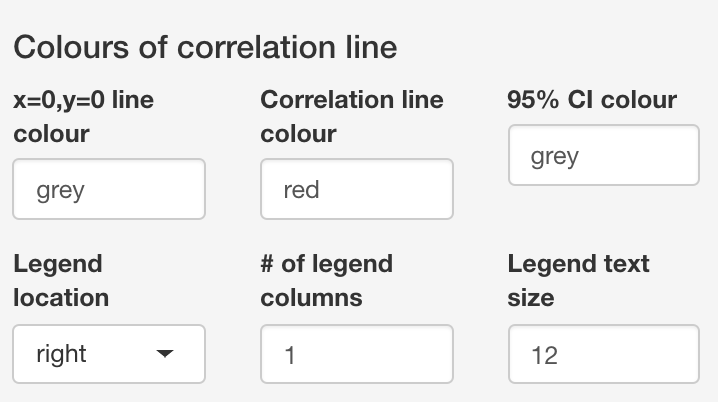 Colours of correlation line
x=0,y=0 line
colour
grey
Correlation line
colour
red
95% CI colour
grey
Legend
location
right
# of legend
columns
1
Legend text
size
12